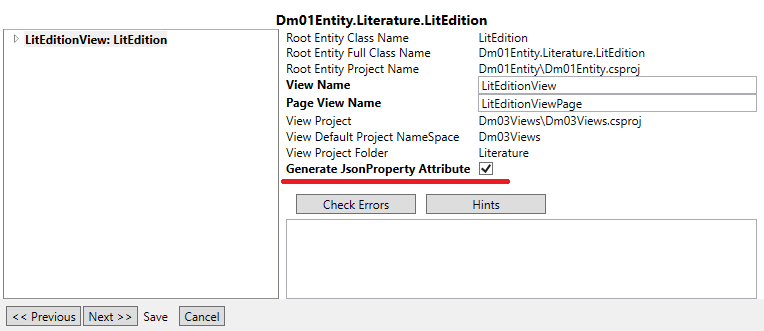 Dm01Entity.Literature.LitEdition
LitEditionView: LitEdition
Root Entity Class Name LitEdition
Root Entity Full Class Name Dm01Entity.Literature.LitEdition
Root Entity Project Name Dm01Entity\Dm01Entity.csproj
View Name LitEditionView
Page View Name LitEditionViewPage
View Project Dm03Views\Dm03Views.csproj
View Default Project NameSpace Dm03Views
View Project Folder Literature
Generate JsonProperty Attribute
Check Errors Hints
<< Previous Next >> Save Cancel